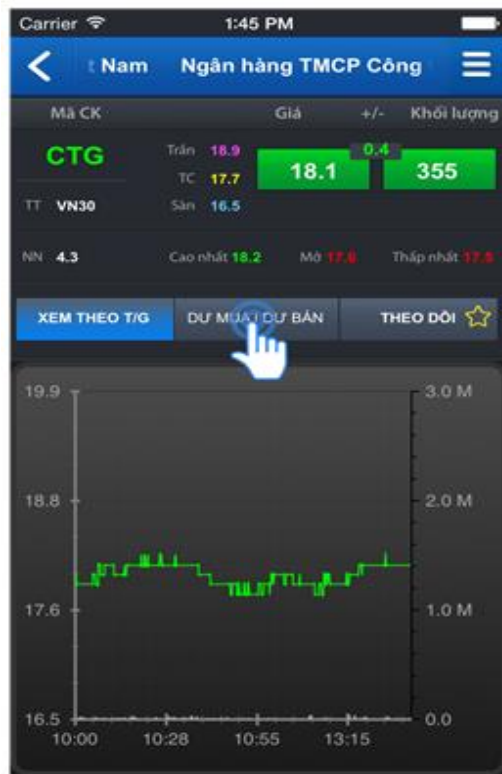 Carrier 1:45 PM
t Nam Ngân hàng TMCP Công
Mã CK Giá +/- Khối lượng
CTG Trần 18.9 18.1 0.4 355
TC 17.7
TT VN30 Sàn 16.5
NN 4.3 Cao nhất 18.2 Mở 17.6 Thấp nhất
XEM THEO T/G DƯ MUA / DƯ BÁN THEO DÕI
19.9 3.0 M
18.8 2.0 M
17.6 1.0 M
16.5 0.0
10:00 10:28 10:55 13:15